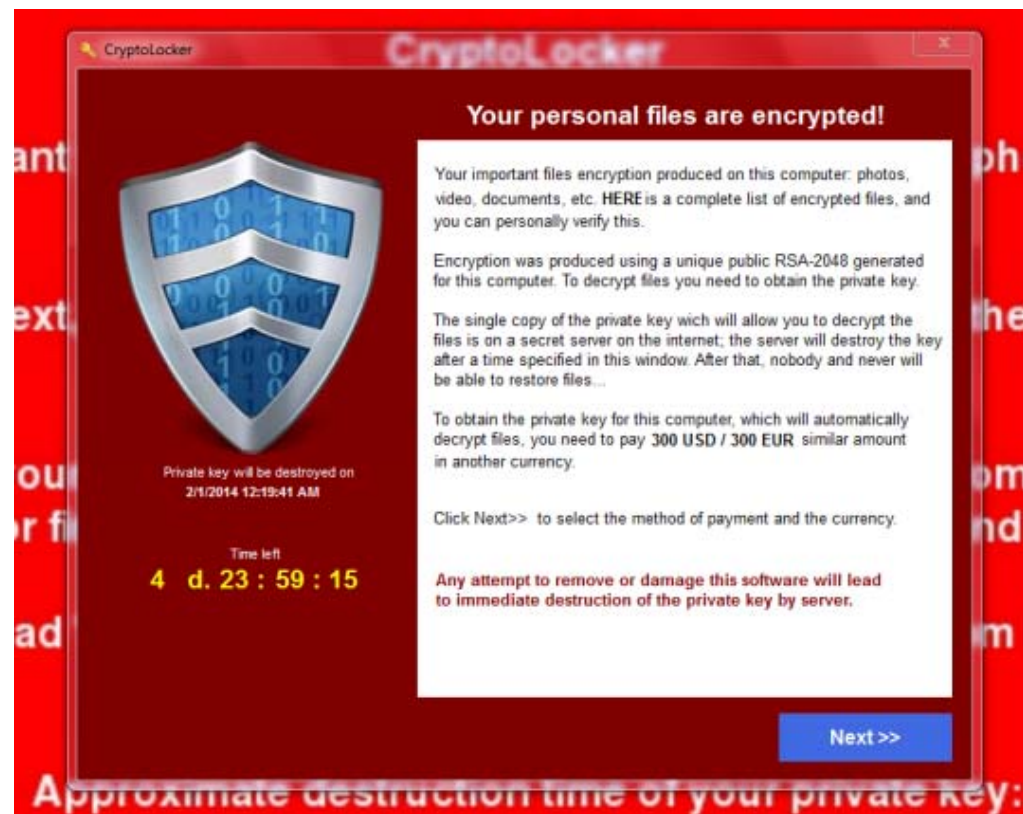 CryptoLocker
CryptoLocker
Your personal files are encrypted!
Your important files encryption produced on this computer: photos,
video, documents, etc. HERE is a complete list of encrypted files, and
you can personally verify this.
Encryption was produced using a unique public RSA-2048 generated
for this computer. To decrypt files you need to obtain the private key.
The single copy of the private key wich will allow you to decrypt the
files is on a secret server on the internet; the server will destroy the key
after a time specified in this window. After that, nobody and never will
be able to restore files...
To obtain the private key for this computer, which will automatically
decrypt files, you need to pay 300 USD / 300 EUR similar amount
in another currency.
Click Next>> to select the method of payment and the currency.
Any attempt to remove or damage this software will lead
to immediate destruction of the private key by server.
Private key will be destroyed on
2/1/2014 12:19:41 AM
Time left
4 d. 23 : 59 : 15
Next >>
Approximate destruction time of your private key: